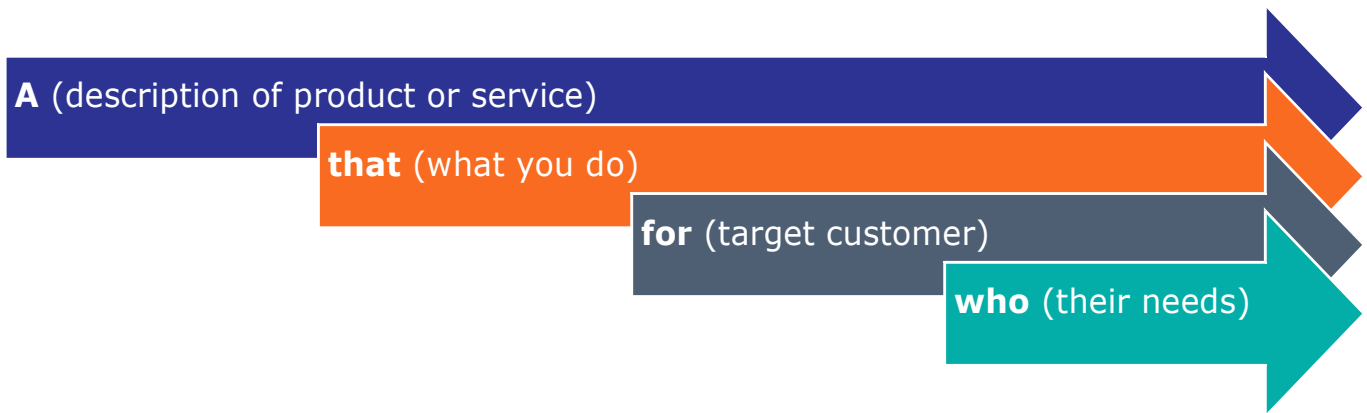 A (description of product or service)
that (what you do)
for (target customer)
who (their needs)